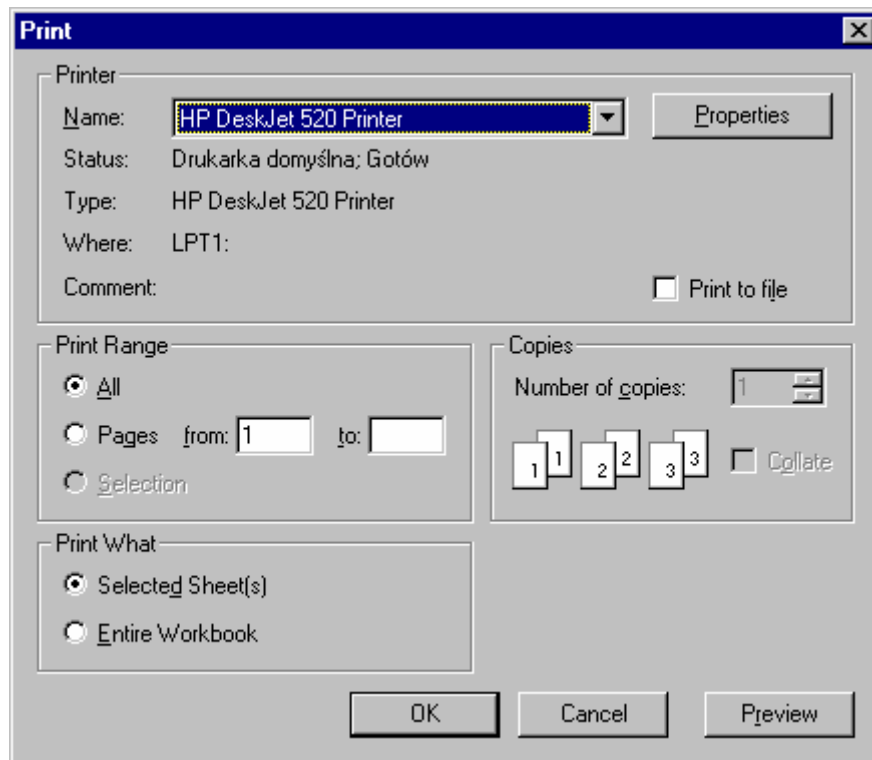 Print
Printer
Name: HP DeskJet 520 Printer Properties
Status: Drukarka domyślna; Gotów
Type: HP DeskJet 520 Printer
Where: LPT1:
Comment: Print to file
Print Range
All
Pages from: 1 to:
Selection
Copies
Number of copies: 1
1 1 2 2 3 3 Collate
Print What
Selected Sheet(s)
Entire Workbook
OK Cancel Preview